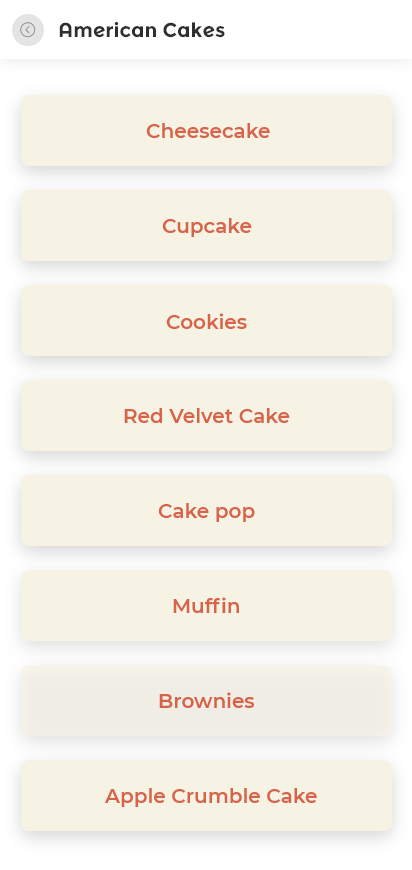 American Cakes
Cheesecake
Cupcake
Cookies
Red Velvet Cake
Cake pop
Muffin
Brownies
Apple Crumble Cake